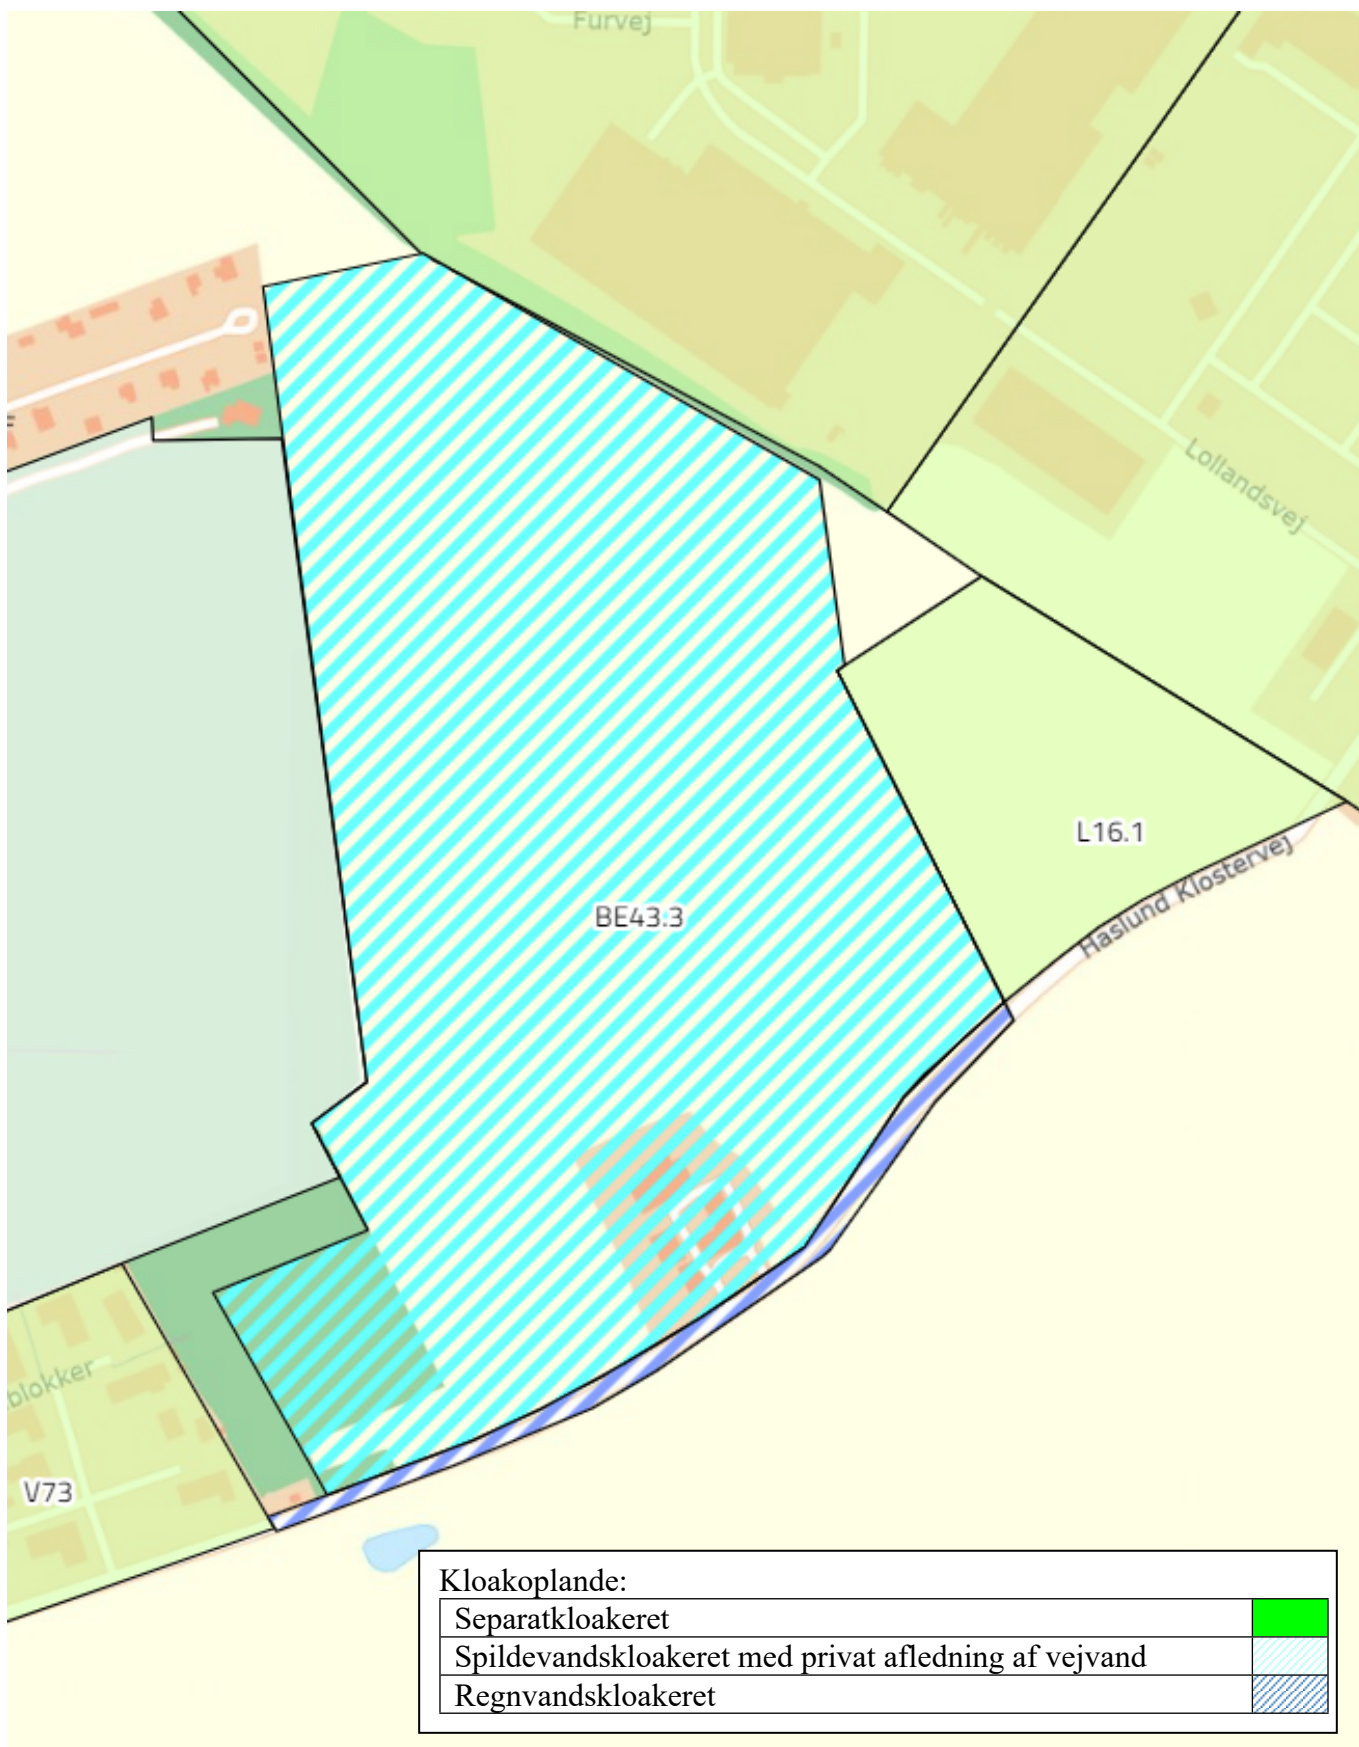 Furvej
Lollandsvej
L16.1
Haslund Klostervej
BE43.3
blokker
V73
Kloakoplande:
Separatkloakeret
Spildevandskloakeret med privat afledning af vejvand
Regnvandskloakeret